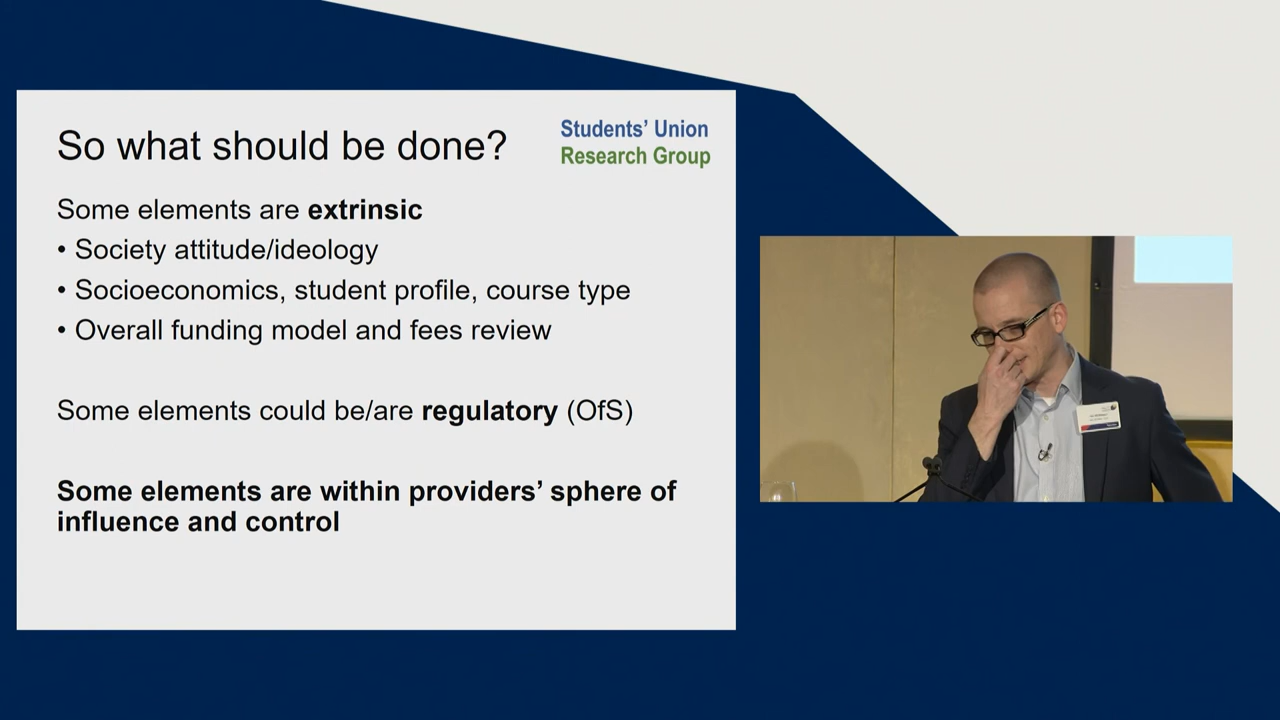 So what should be done?
Students’ Union
Research Group
Some elements are extrinsic
• Society attitude/ideology
• Socioeconomics, student profile, course type
• Overall funding model and fees review
Some elements could be/are regulatory (OfS)
Some elements are within providers’ sphere of
influence and control